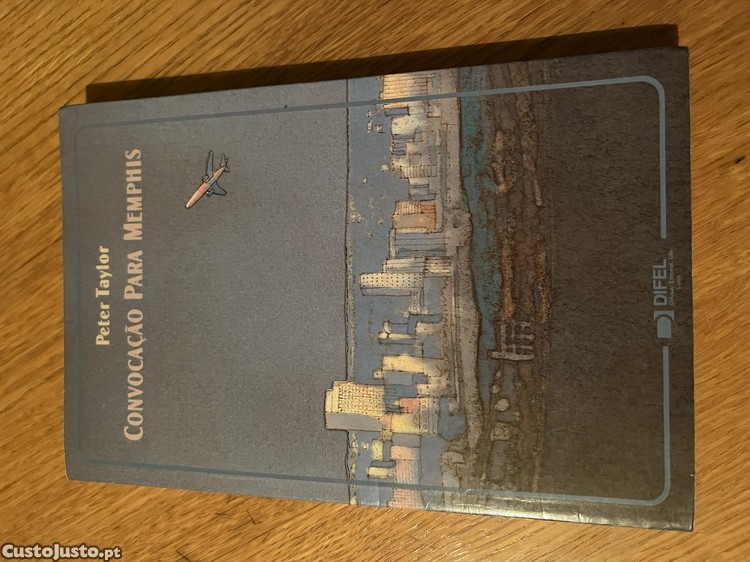 Peter Taylor
CONVOCAÇÃO PARA MEMPHIS
DIFEL
CustoJusto.pt